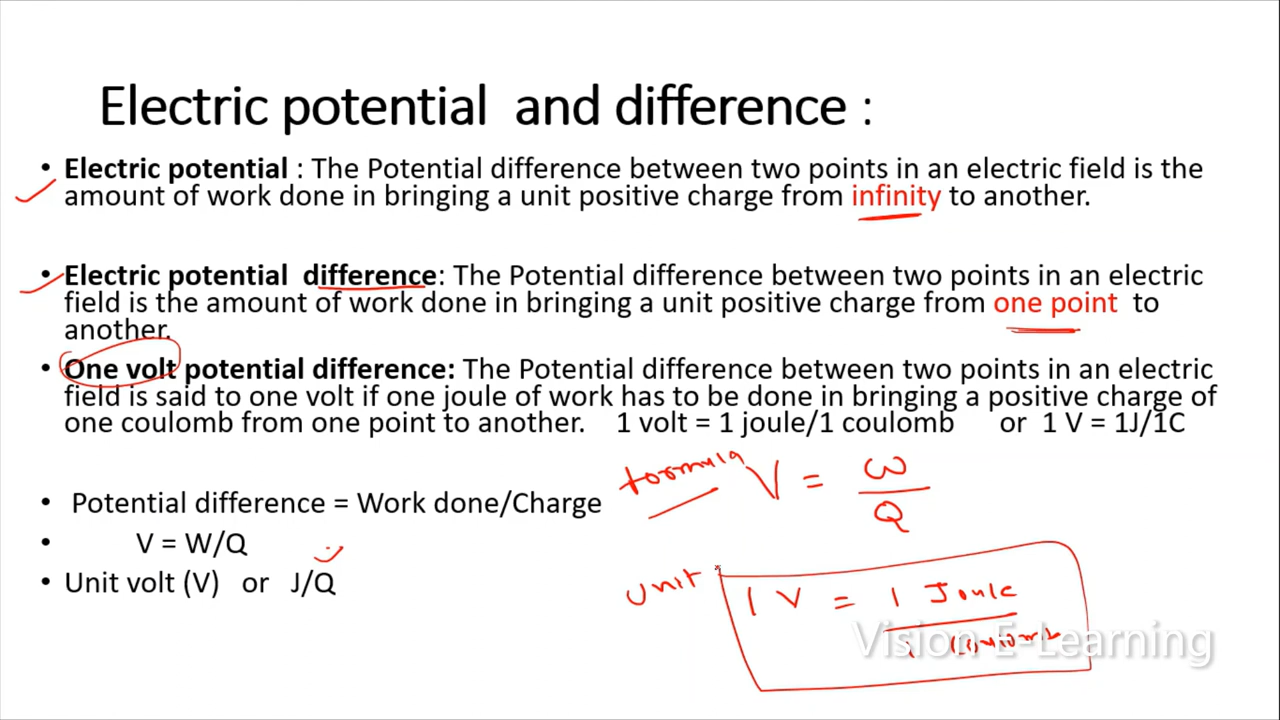 Electric potential and difference :
• Electric potential : The Potential difference between two points in an electric field is the
amount of work done in bringing a unit positive charge from infinity to another.
• Electric potential difference: The Potential difference between two points in an electric
field is the amount of work done in bringing a unit positive charge from one point to
another.
• One volt potential difference: The Potential difference between two points in an electric
field is said to one volt if one joule of work has to be done in bringing a positive charge of
one coulomb from one point to another. 1 volt = 1 joule/1 coulomb or 1 V = 1J/1C
formula V = W
Q
• Potential difference = Work done/Charge
• V = W/Q
• Unit volt (V) or J/Q
unit 1 V = 1 Joule
1 Coulomb
Vision E-Learning